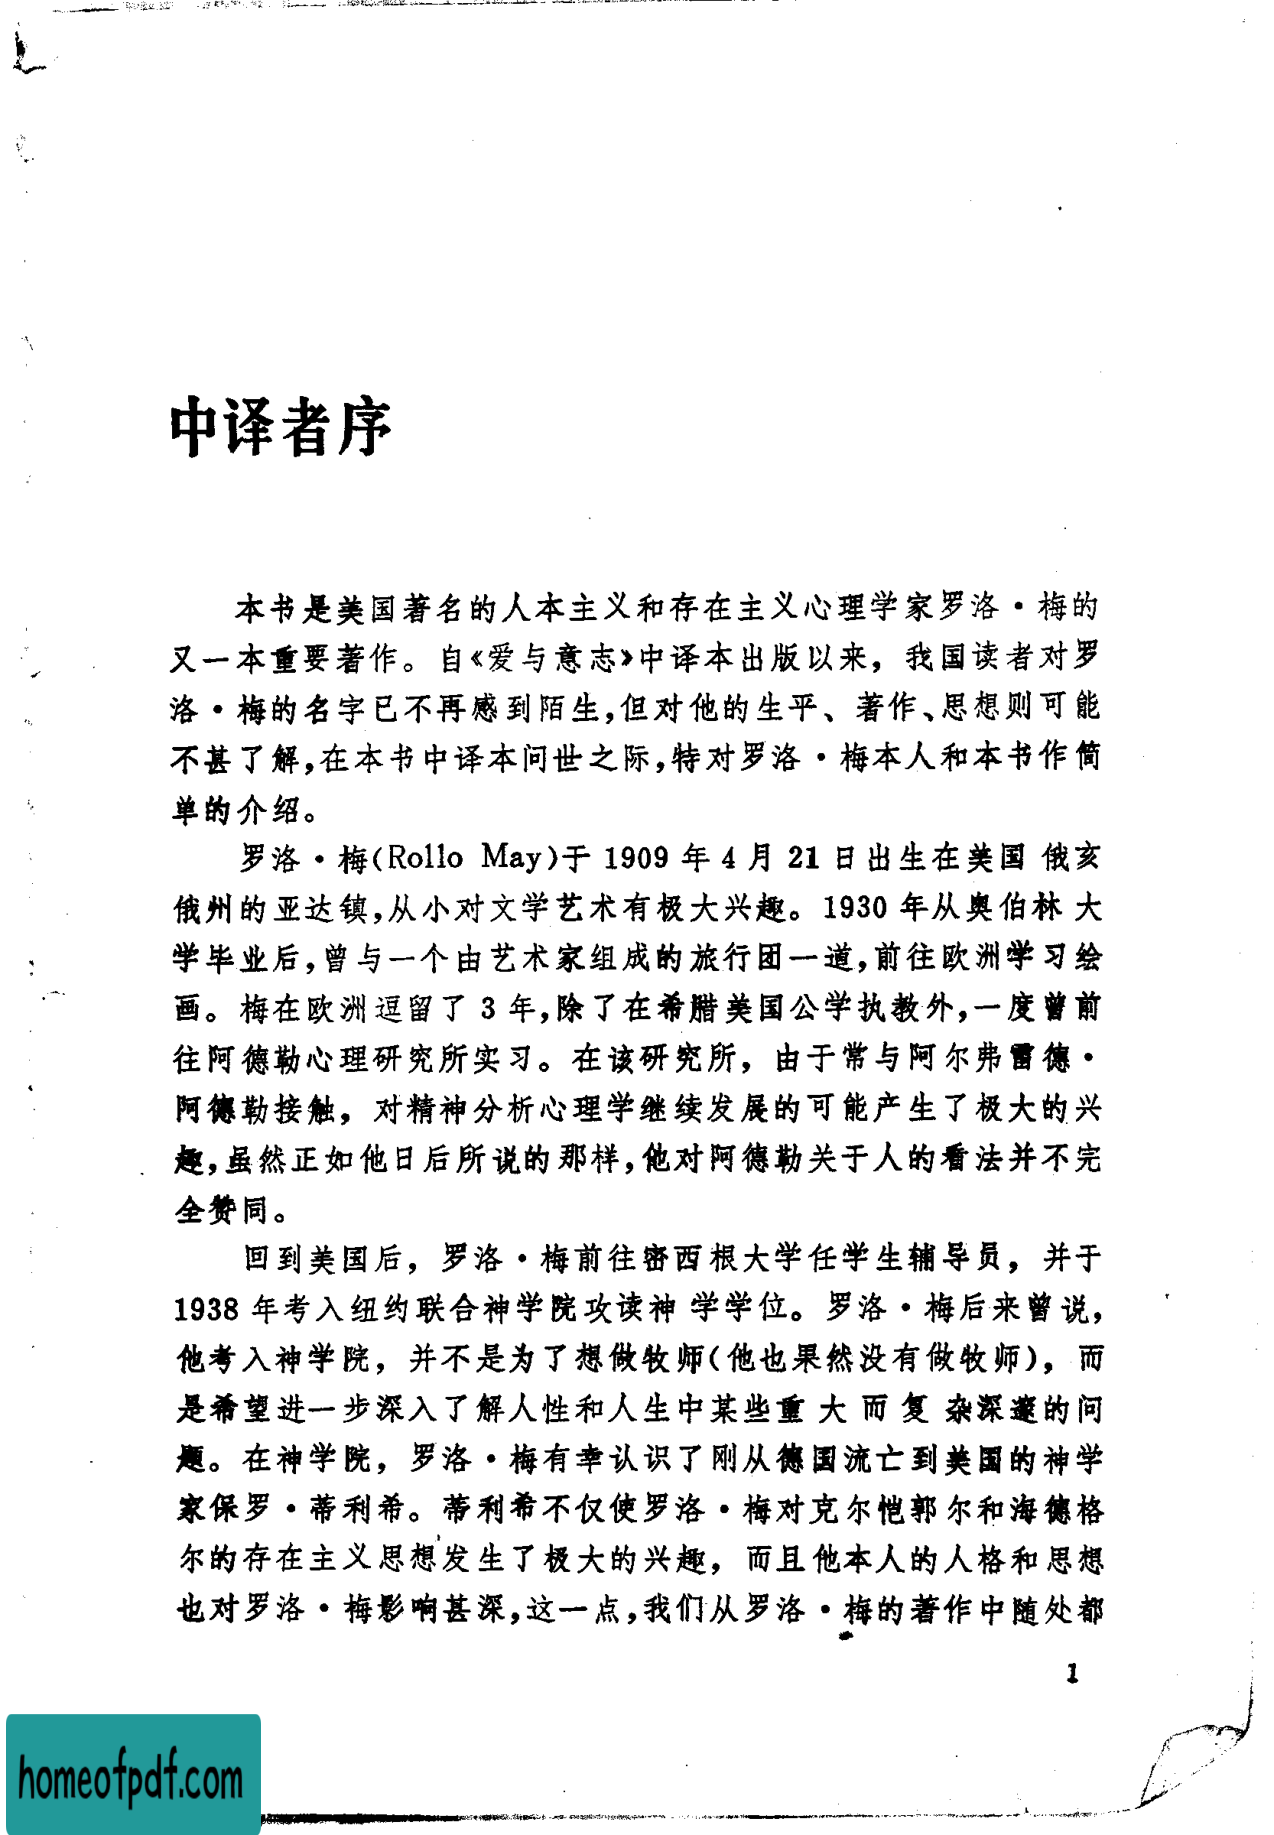 中译者序
本书是美国著名的人本主义和存在主义心理学家罗洛·梅的
又一本重要著作。自《爱与意志》中译本出版以来，我国读者对罗
洛·梅的名字已不再感到陌生，但对他的生平、著作、思想则可能
不甚了解，在本书中译本问世之际，特对罗洛·梅本人和本书作简
单的介绍。
罗洛·梅(Rollo May)于 1909 年 4 月 21 日出生在美国俄亥
俄州的亚达镇，从小对文学艺术有极大兴趣。1930 年从奥伯林大
学毕业后，曾与一个由艺术家组成的旅行团一道，前往欧洲学习绘
画。梅在欧洲逗留了 3 年，除了在希腊美国公学执教外，一度曾前
往阿德勒心理研究所实习。在该研究所，由于常与阿尔弗雷德·
阿德勒接触，对精神分析心理学继续发展的可能产生了极大的兴
趣，虽然正如他日后所说的那样，他对阿德勒关于人的看法并不完
全赞同。
回到美国后，罗洛·梅前往密西根大学任学生辅导员，并于
1938 年考入纽约联合神学院攻读神学学位。罗洛·梅后来曾说，
他考入神学院，并不是为了想做牧师(他也果然没有做牧师)，而
是希望进一步深入了解人性和人生中某些重大而复杂深邃的问
题。在神学院，罗洛·梅有幸认识了刚从德国流亡到美国的神学
家保罗·蒂利希。蒂利希不仅使罗洛·梅对克尔恺郭尔和海德格
尔的存在主义思想发生了极大的兴趣，而且他本人的人格和思想
也对罗洛·梅影响甚深，这一点，我们从罗洛·梅的著作中随处都
1
homeofpdf.com